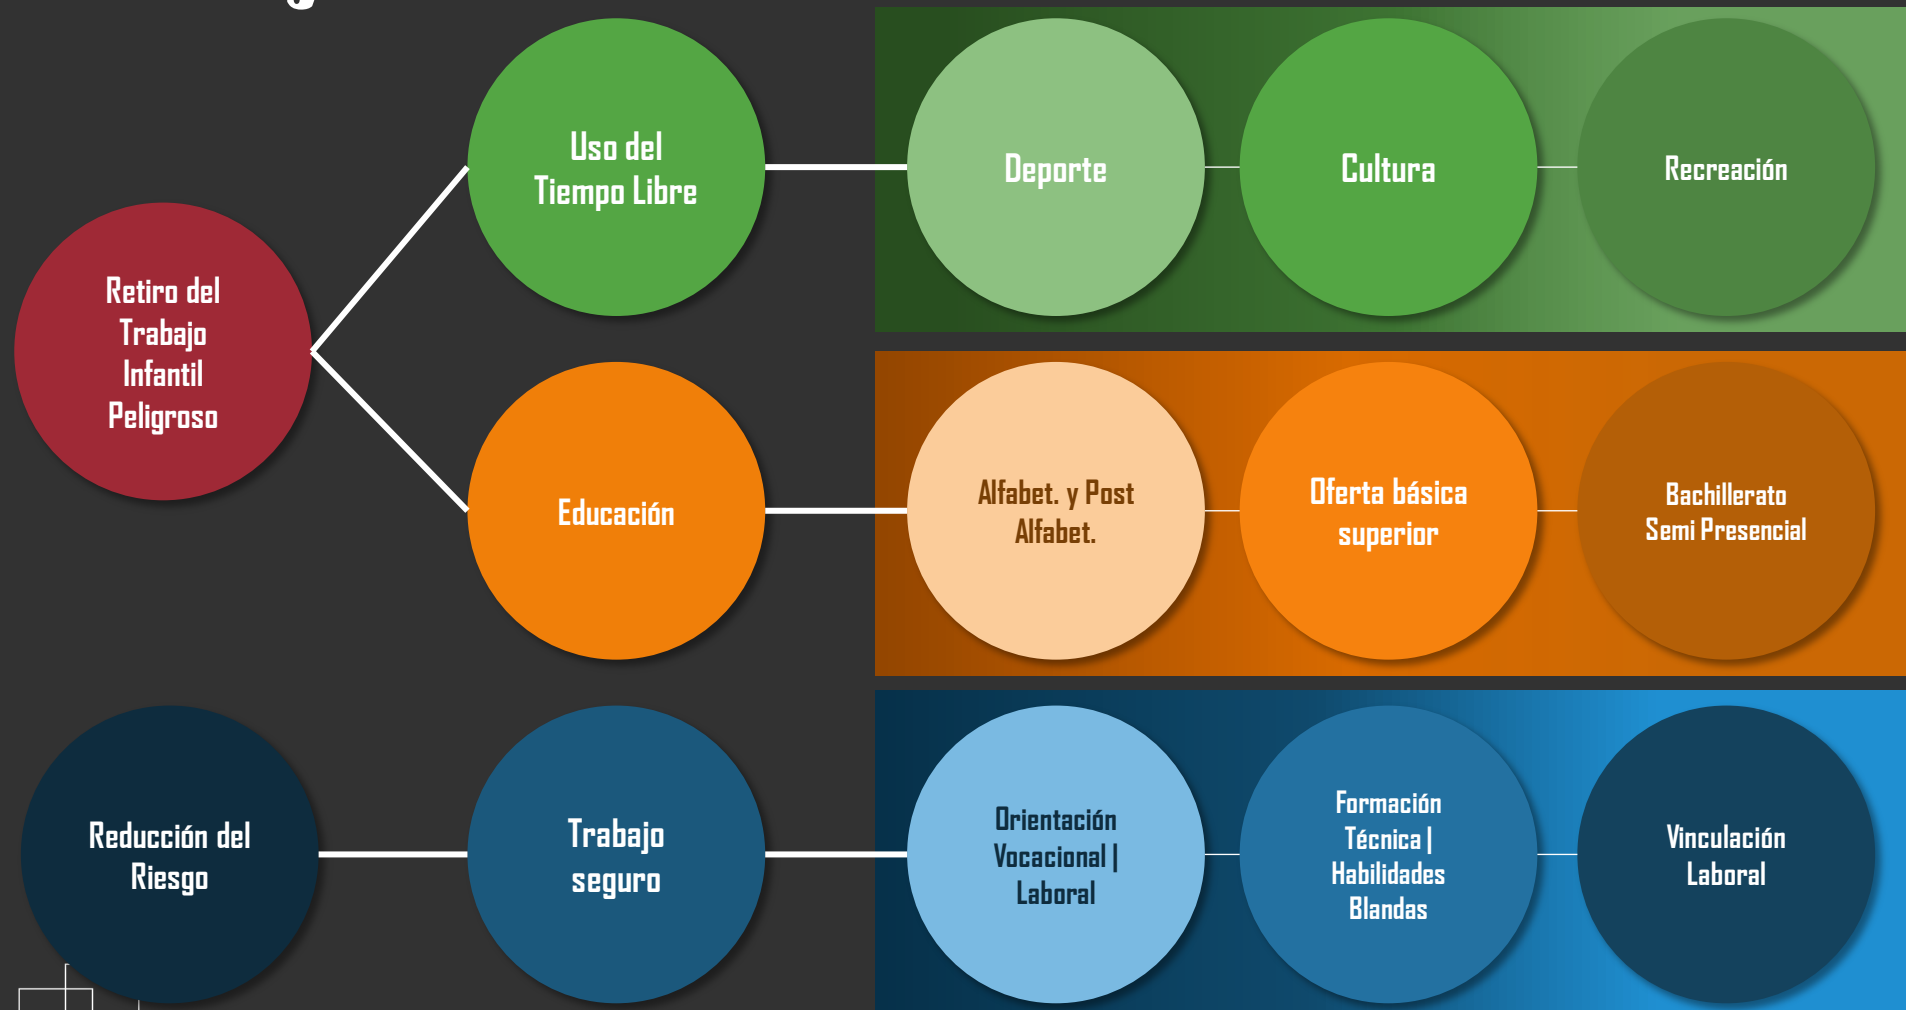 Uso del
Tiempo Libre
Deporte
Cultura
Recreación
Retiro del
Trabajo
Infantil
Peligroso
Educación
Alfabet. y Post
Alfabet.
Oferta básica
superior
Bachillerato
Semi Presencial
Reducción del
Riesgo
Trabajo
seguro
Orientación
Vocacional |
Laboral
Formación
Técnica |
Habilidades
Blandas
Vinculación
Laboral